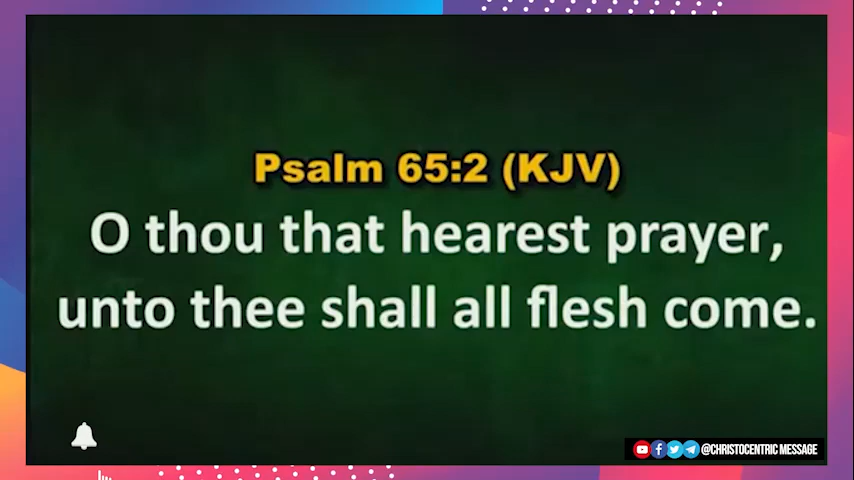 Psalm 65:2 (KJV)
O thou that hearest prayer,
unto thee shall all flesh come.
@CHRISTOCENTRIC MESSAGE